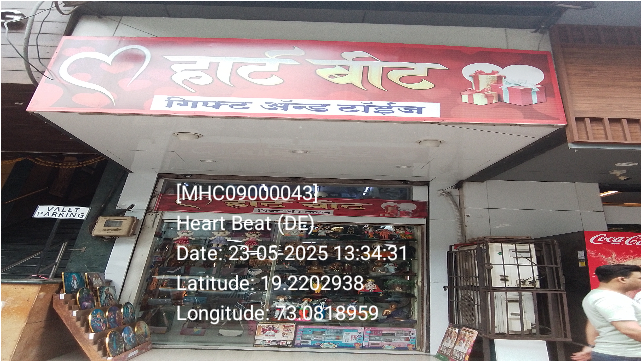 हार्ट बीट
गिफ्ट अॅन्ड टॉईज
VALLT
PARKING
[MHC09000043]
Heart Beat (DE)
Date: 23-05-2025 13:34:31
Latitude: 19.2202938
Longitude: 73.0818959
Coca-Cola